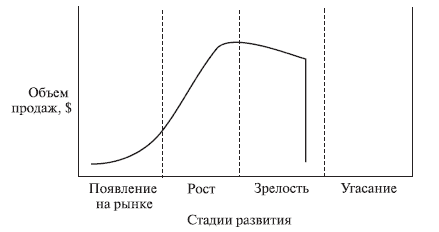 Объем
продаж, $
Появление
на рынке
Рост
Зрелость
Угасание
Стадии развития